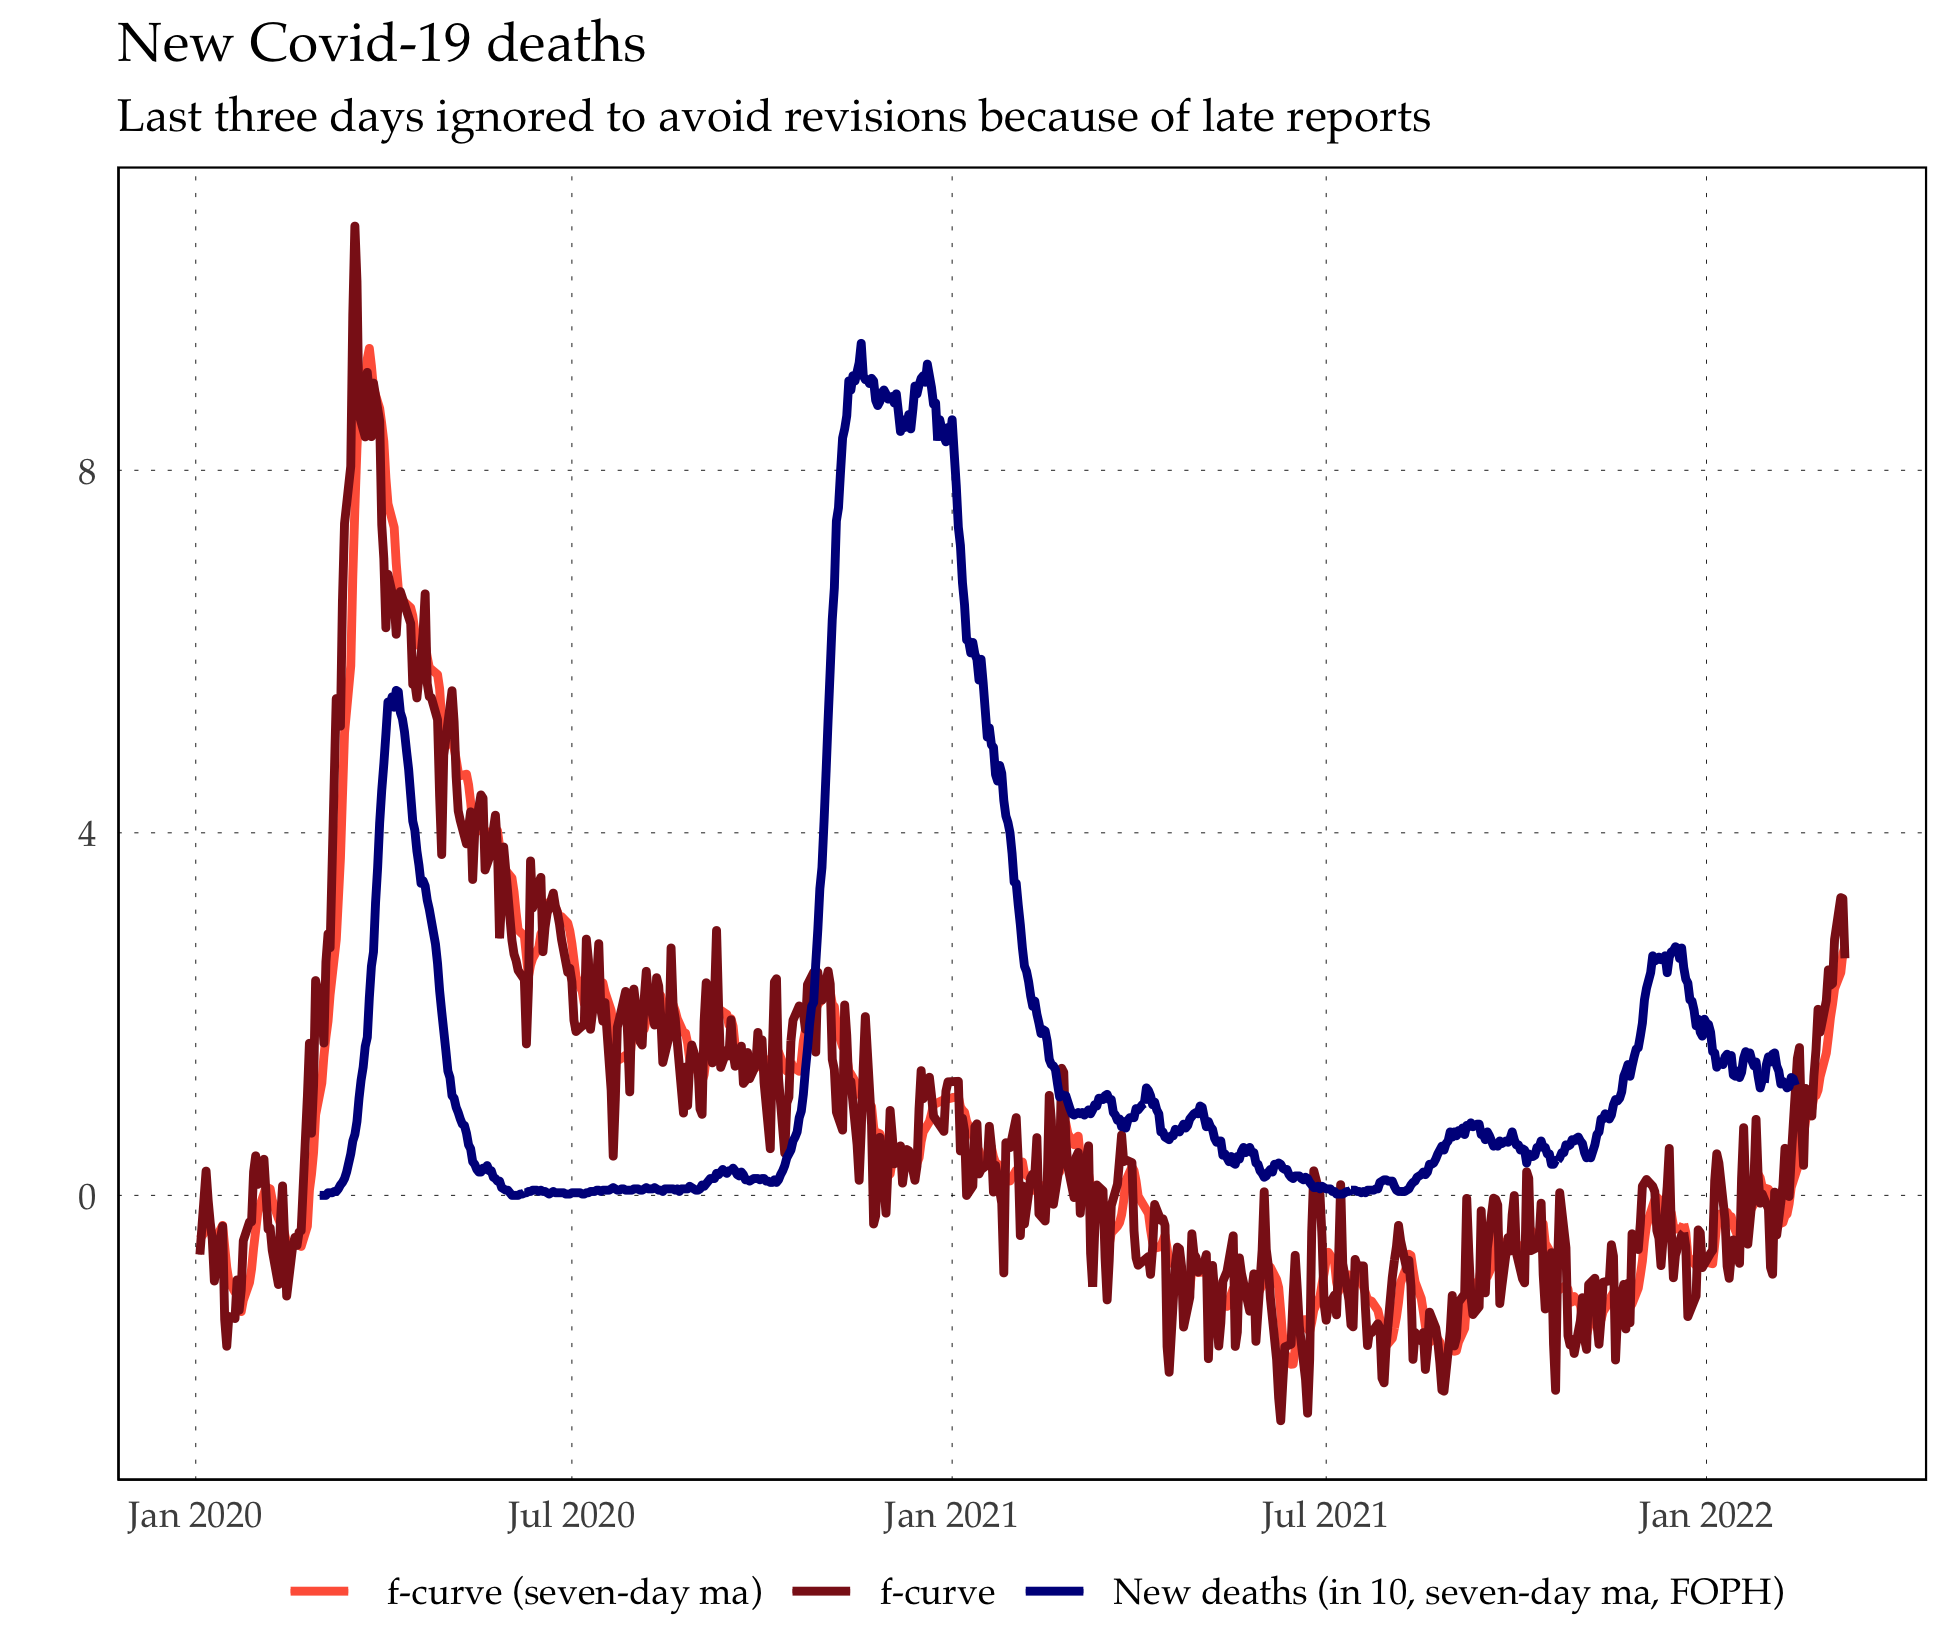 New Covid-19 deaths
Last three days ignored to avoid revisions because of late reports
8
4
0
Jan 2020 Jul 2020 Jan 2021 Jul 2021 Jan 2022
f-curve (seven-day ma) f-curve New deaths (in 10, seven-day ma, FOPH)